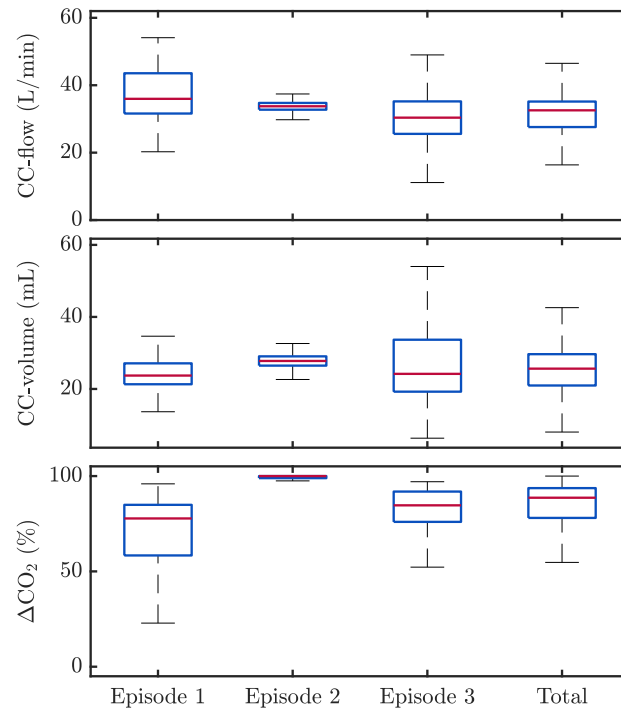 60
40
20
0
CC-flow (L/min)
60
40
20
CC-volume (mL)
100
50
0
ΔCO₂ (%)
Episode 1 Episode 2 Episode 3 Total